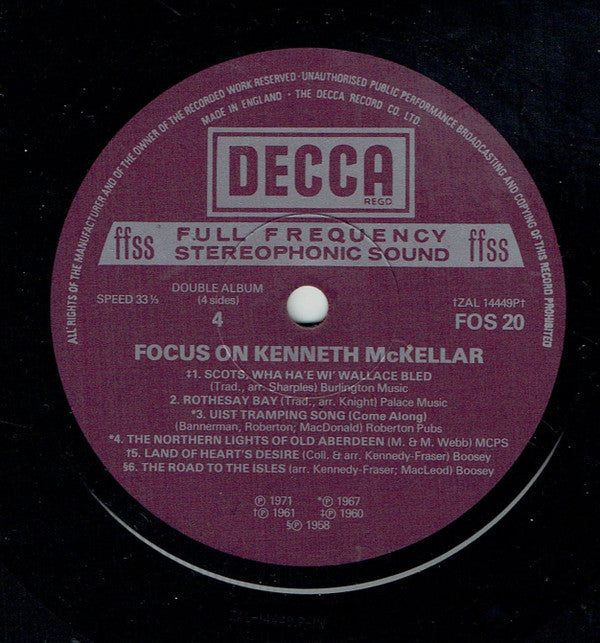 ALL RIGHTS OF THE MANUFACTURER AND OF THE OWNER OF THE RECORDED WORK RESERVED · UNAUTHORISED PUBLIC PERFORMANCE BROADCASTING AND COPYING OF THIS RECORD PROHIBITED
MADE IN ENGLAND · THE DECCA RECORD CO. LTD
DECCA
REGD
ffss FULL FREQUENCY ffss
STEREOPHONIC SOUND
DOUBLE ALBUM
SPEED 33⅓ (4 sides) †ZAL 14449P†
4 FOS 20
FOCUS ON KENNETH McKELLAR
‡1. SCOTS, WHA HA'E WI' WALLACE BLED
(Trad., arr. Sharples) Burlington Music
2. ROTHESAY BAY (Trad., arr. Knight) Palace Music
*3. UIST TRAMPING SONG (Come Along)
(Bannerman, Roberton; MacDonald) Roberton Pubs
*4. THE NORTHERN LIGHTS OF OLD ABERDEEN (M. & M. Webb) MCPS
†5. LAND OF HEART'S DESIRE (Coll. & arr. Kennedy-Fraser) Boosey
§6. THE ROAD TO THE ISLES (arr. Kennedy-Fraser; MacLeod) Boosey
℗ 1971 *℗ 1967
†℗ 1961 ‡℗ 1960
§℗ 1958